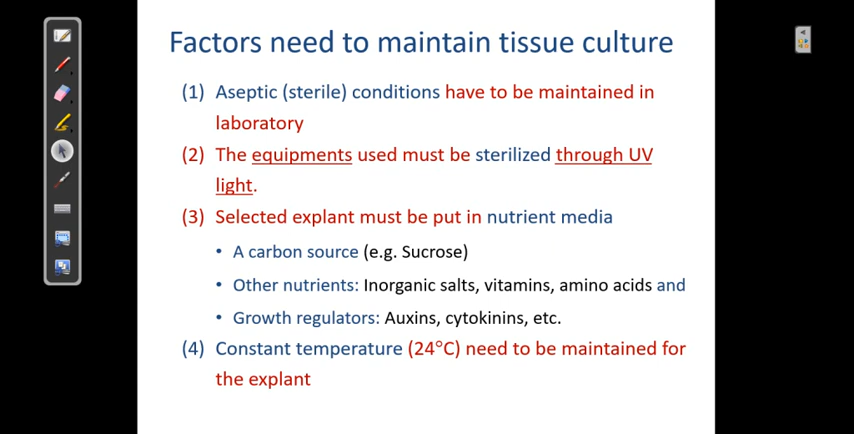 Factors need to maintain tissue culture
(1) Aseptic (sterile) conditions have to be maintained in
laboratory
(2) The equipments used must be sterilized through UV
light.
(3) Selected explant must be put in nutrient media
• A carbon source (e.g. Sucrose)
• Other nutrients: Inorganic salts, vitamins, amino acids and
• Growth regulators: Auxins, cytokinins, etc.
(4) Constant temperature (24°C) need to be maintained for
the explant